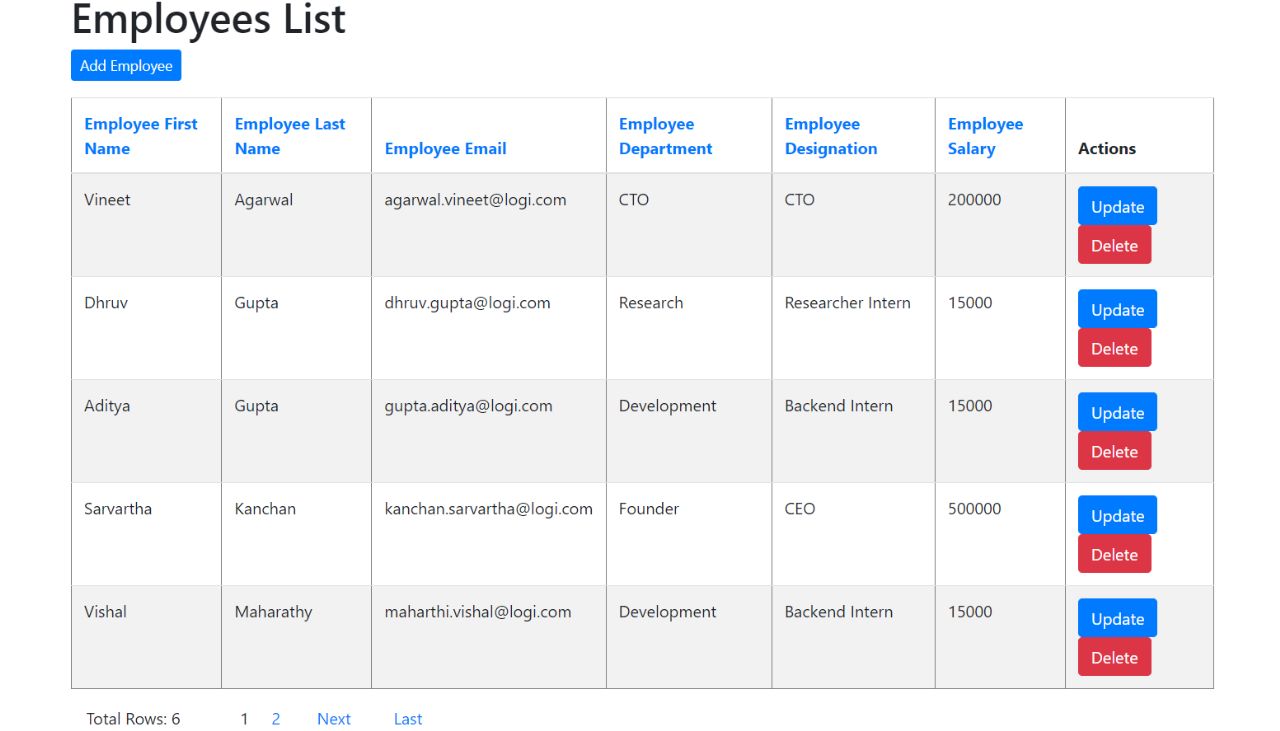 Employees List
Add Employee
Employee First Name Employee Last Name Employee Email Employee Department Employee Designation Employee Salary Actions
Vineet Agarwal agarwal.vineet@logi.com CTO CTO 200000 Update
Delete
Dhruv Gupta dhruv.gupta@logi.com Research Researcher Intern 15000 Update
Delete
Aditya Gupta gupta.aditya@logi.com Development Backend Intern 15000 Update
Delete
Sarvartha Kanchan kanchan.sarvartha@logi.com Founder CEO 500000 Update
Delete
Vishal Maharathy maharthi.vishal@logi.com Development Backend Intern 15000 Update
Delete
Total Rows: 6 1 2 Next Last